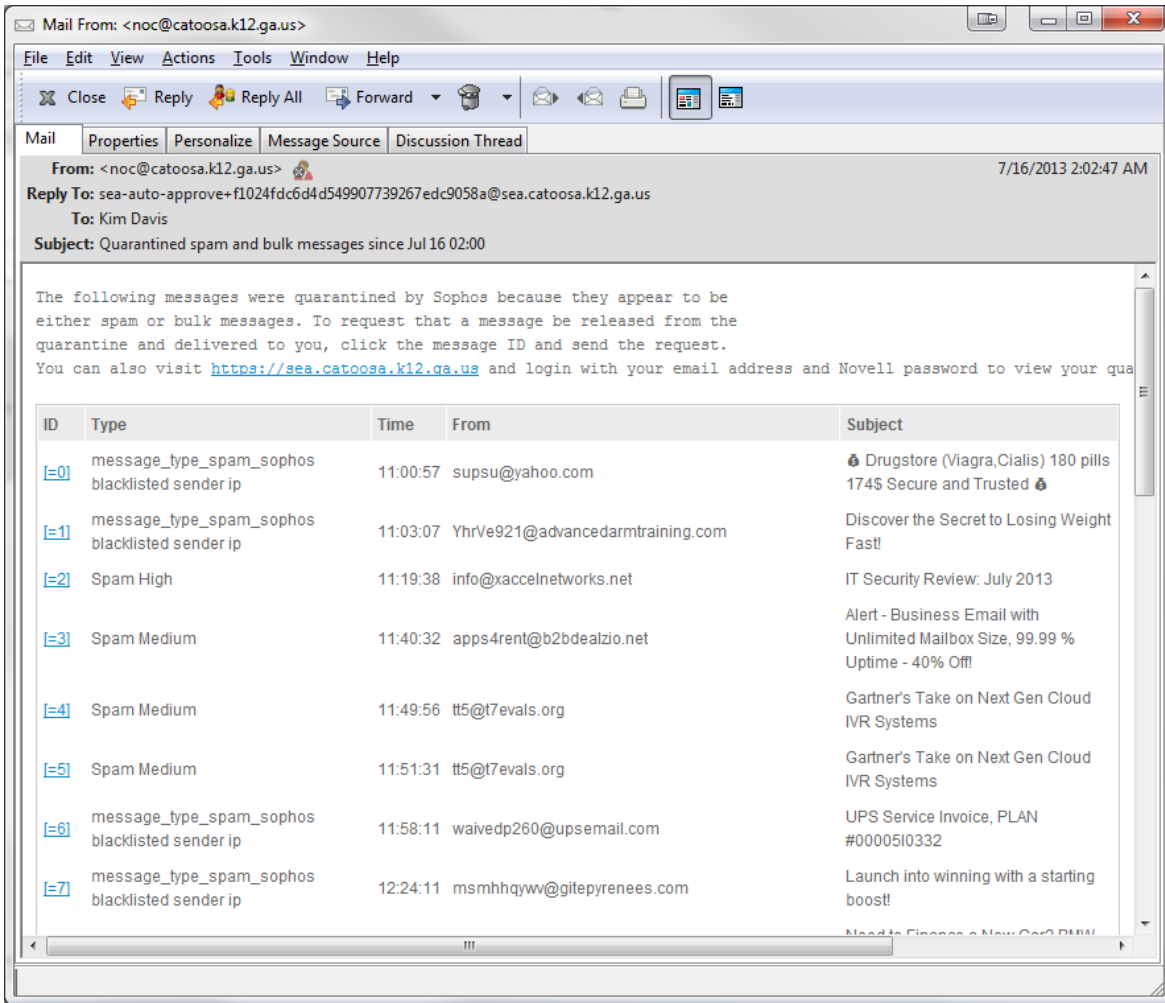 Mail From: <noc@catoosa.k12.ga.us>
File Edit View Actions Tools Window Help
Close Reply Reply All Forward
Mail Properties Personalize Message Source Discussion Thread
From: <noc@catoosa.k12.ga.us> 7/16/2013 2:02:47 AM
Reply To: sea-auto-approve+f1024fdc6d4d549907739267edc9058a@sea.catoosa.k12.ga.us
To: Kim Davis
Subject: Quarantined spam and bulk messages since Jul 16 02:00
The following messages were quarantined by Sophos because they appear to be
either spam or bulk messages. To request that a message be released from the
quarantine and delivered to you, click the message ID and send the request.
You can also visit https://sea.catoosa.k12.ga.us and login with your email address and Novell password to view your qua
ID Type Time From Subject
[=0] message_type_spam_sophos blacklisted sender ip 11:00:57 supsu@yahoo.com 💰 Drugstore (Viagra,Cialis) 180 pills
174$ Secure and Trusted 💰
[=1] message_type_spam_sophos blacklisted sender ip 11:03:07 YhrVe921@advancedarmtraining.com Discover the Secret to Losing Weight
Fast!
[=2] Spam High 11:19:38 info@xaccelnetworks.net IT Security Review: July 2013
[=3] Spam Medium 11:40:32 apps4rent@b2bdealzio.net Alert - Business Email with
Unlimited Mailbox Size, 99.99 %
Uptime - 40% Off!
[=4] Spam Medium 11:49:56 tt5@t7evals.org Gartner's Take on Next Gen Cloud
IVR Systems
[=5] Spam Medium 11:51:31 tt5@t7evals.org Gartner's Take on Next Gen Cloud
IVR Systems
[=6] message_type_spam_sophos blacklisted sender ip 11:58:11 waivedp260@upsemail.com UPS Service Invoice, PLAN
#00005I0332
[=7] message_type_spam_sophos blacklisted sender ip 12:24:11 msmhhqywv@gitepyrenees.com Launch into winning with a starting
boost!
Need to Finance a New Car? BMW